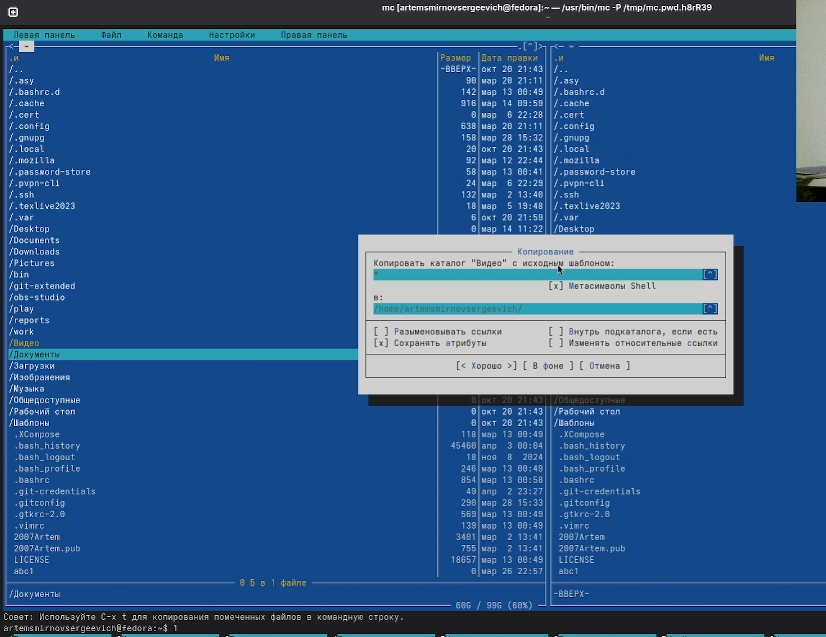 mc [artemsmirnovsergeevich@fedora]:~ — /usr/bin/mc -P /tmp/mc.pwd.h8rR39
Левая панель Файл Команда Настройки Правая панель
<─ ~ .[^]> <─ ~
.и Имя Размер Дата правки .и Имя
/.. -ВВЕРХ- окт 20 21:43 /..
/.asy 90 мар 20 21:11 /.asy
/.bashrc.d 142 мар 13 00:49 /.bashrc.d
/.cache 916 мар 14 09:59 /.cache
/.cert 0 мар 6 22:28 /.cert
/.config 638 мар 20 21:11 /.config
/.gnupg 158 мар 28 15:32 /.gnupg
/.local 20 окт 20 21:43 /.local
/.mozilla 92 мар 12 22:44 /.mozilla
/.password-store 58 мар 13 00:41 /.password-store
/.pvpn-cli 24 мар 6 22:29 /.pvpn-cli
/.ssh 132 мар 2 13:40 /.ssh
/.texlive2023 18 мар 5 19:48 /.texlive2023
/.var 6 окт 20 21:59 /.var
/Desktop 0 мар 14 11:22 /Desktop
/Documents
/Downloads
/Pictures
/bin
/git-extended
/obs-studio
/play
/reports
/work
/Видео
/Документы
/Загрузки
/Изображения
/Музыка
Копирование
Копировать каталог "Видео" с исходным шаблоном:
* [^]
[x] Метасимволы Shell
в:
/home/artemsmirnovsergeevich/ [^]
[ ] Разыменовывать ссылки [ ] Внутрь подкаталога, если есть
[x] Сохранять атрибуты [ ] Изменять относительные ссылки
[< Хорошо >] [ В фоне ] [ Отмена ]
/Общедоступные 0 окт 20 21:43 /Общедоступные
/Рабочий стол 0 окт 20 21:43 /Рабочий стол
/Шаблоны 0 окт 20 21:43 /Шаблоны
.XCompose 118 мар 13 00:49 .XCompose
.bash_history 45460 апр 3 00:04 .bash_history
.bash_logout 18 ноя 8 2024 .bash_logout
.bash_profile 246 мар 13 00:49 .bash_profile
.bashrc 854 мар 13 00:58 .bashrc
.git-credentials 49 апр 2 23:27 .git-credentials
.gitconfig 290 мар 28 15:33 .gitconfig
.gtkrc-2.0 569 мар 13 00:49 .gtkrc-2.0
.vimrc 139 мар 13 00:49 .vimrc
2007Artem 3401 мар 2 13:41 2007Artem
2007Artem.pub 755 мар 2 13:41 2007Artem.pub
LICENSE 18657 мар 13 00:49 LICENSE
abc1 0 мар 26 22:57 abc1
0 Б в 1 файле
/Документы -ВВЕРХ-
60G / 99G (60%)
Совет: Используйте C-x t для копирования помеченных файлов в командную строку.
artemsmirnovsergeevich@fedora:~$ 1